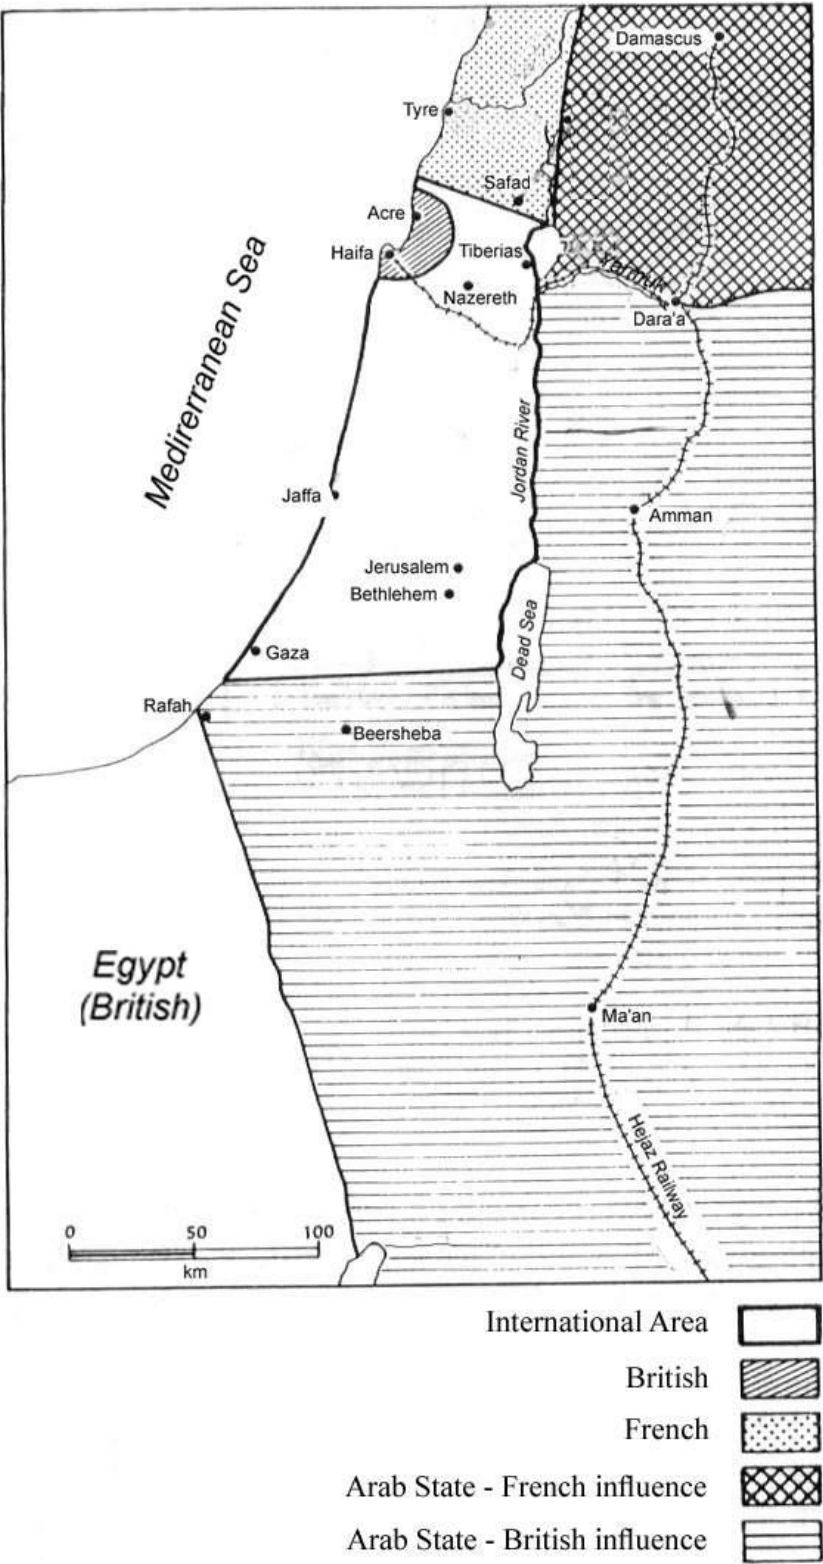 Damascus
Tyre
Safad
Acre
Haifa
Tiberias
Yarmuk
Nazereth
Dara'a
Medirerranean Sea
Jordan River
Jaffa
Amman
Jerusalem
Bethlehem
Dead Sea
Gaza
Rafah
Beersheba
Egypt
(British)
Ma'an
Hejaz Railway
0 50 100
km
International Area
British
French
Arab State - French influence
Arab State - British influence